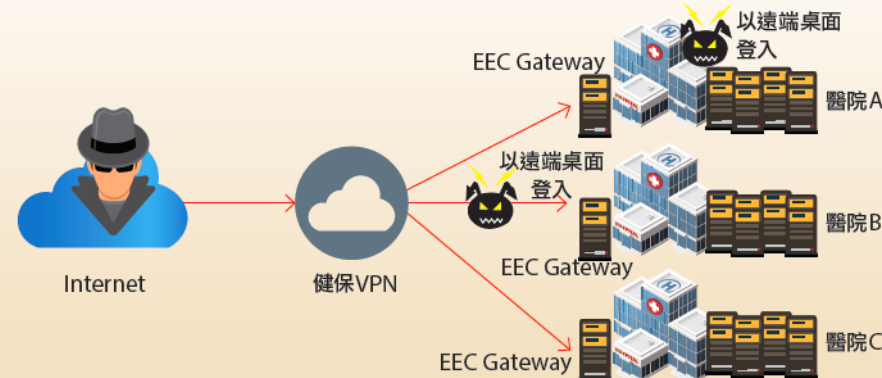 以遠端桌面
登入
EEC Gateway
醫院A
以遠端桌面
登入
醫院B
Internet
健保VPN
EEC Gateway
醫院C
EEC Gateway